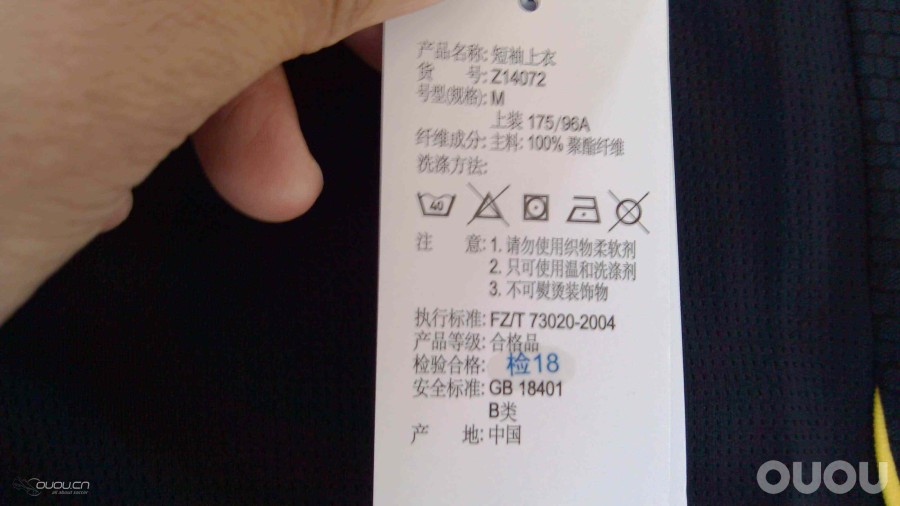 产品名称: 短袖上衣
货 号: Z14072
号型(规格): M
上装 175/96A
纤维成分: 主料: 100% 聚酯纤维
洗涤方法:
40
注 意: 1. 请勿使用织物柔软剂
2. 只可使用温和洗涤剂
3. 不可熨烫装饰物
执行标准: FZ/T 73020-2004
产品等级: 合格品
检验合格: 检18
安全标准: GB 18401
B类
产 地: 中国
OUOU.CN
all about soccer
OUOU